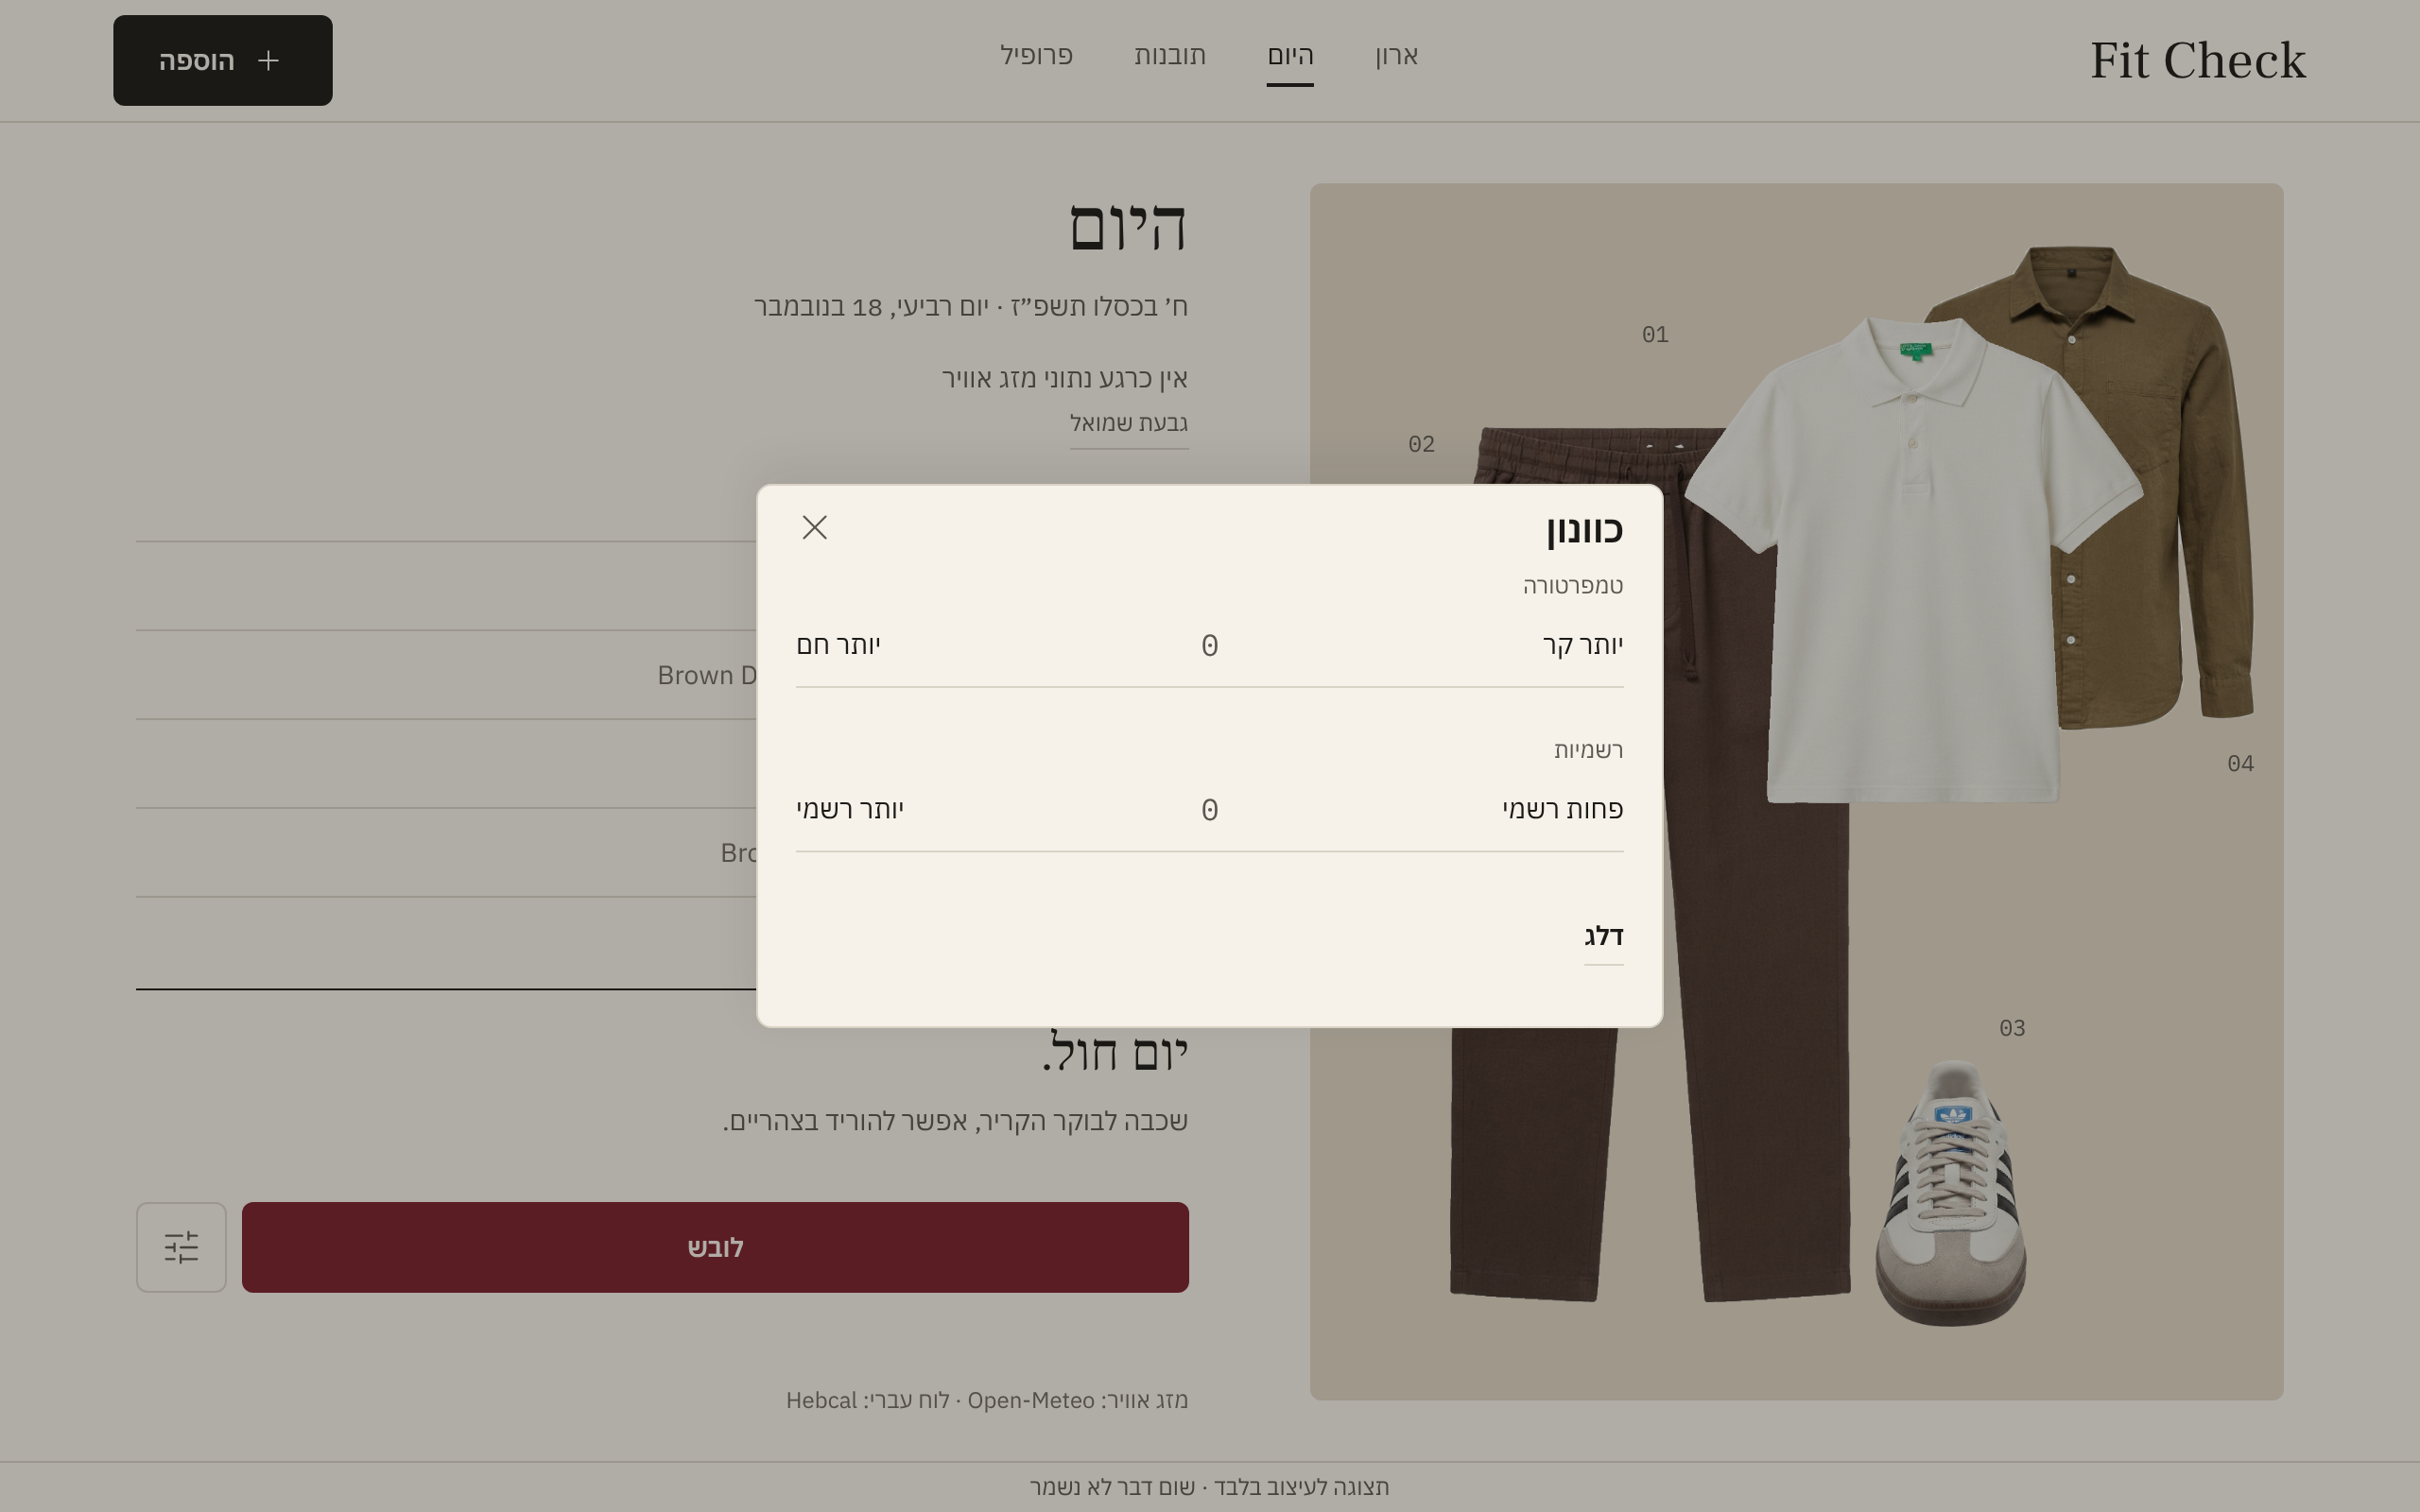 Fit Check
ארון
היום
תובנות
פרופיל
הוספה
היום
ח׳ בכסלו תשפ״ז · יום רביעי, 18 בנובמבר
אין כרגע נתוני מזג אוויר
גבעת שמואל
01
02
04
03
Brown
כוונון
טמפרטורה
יותר קר 0 יותר חם
רשמיות
פחות רשמי 0 יותר רשמי
דלג
יום חול.
שכבה לבוקר הקריר, אפשר להוריד בצהריים.
לובש
מזג אוויר: Open-Meteo · לוח עברי: Hebcal
תצוגה לעיצוב בלבד · שום דבר לא נשמר